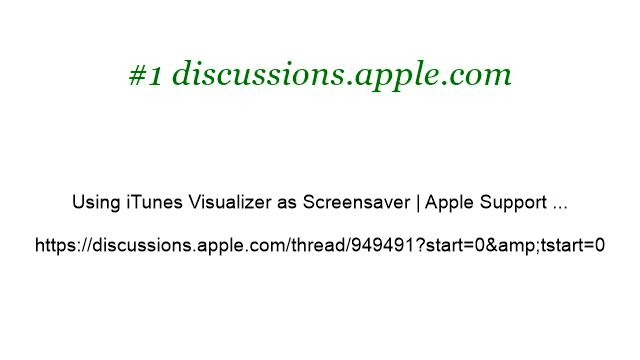 #1 discussions.apple.com
Using iTunes Visualizer as Screensaver | Apple Support ...
https://discussions.apple.com/thread/949491?start=0&amp;tstart=0